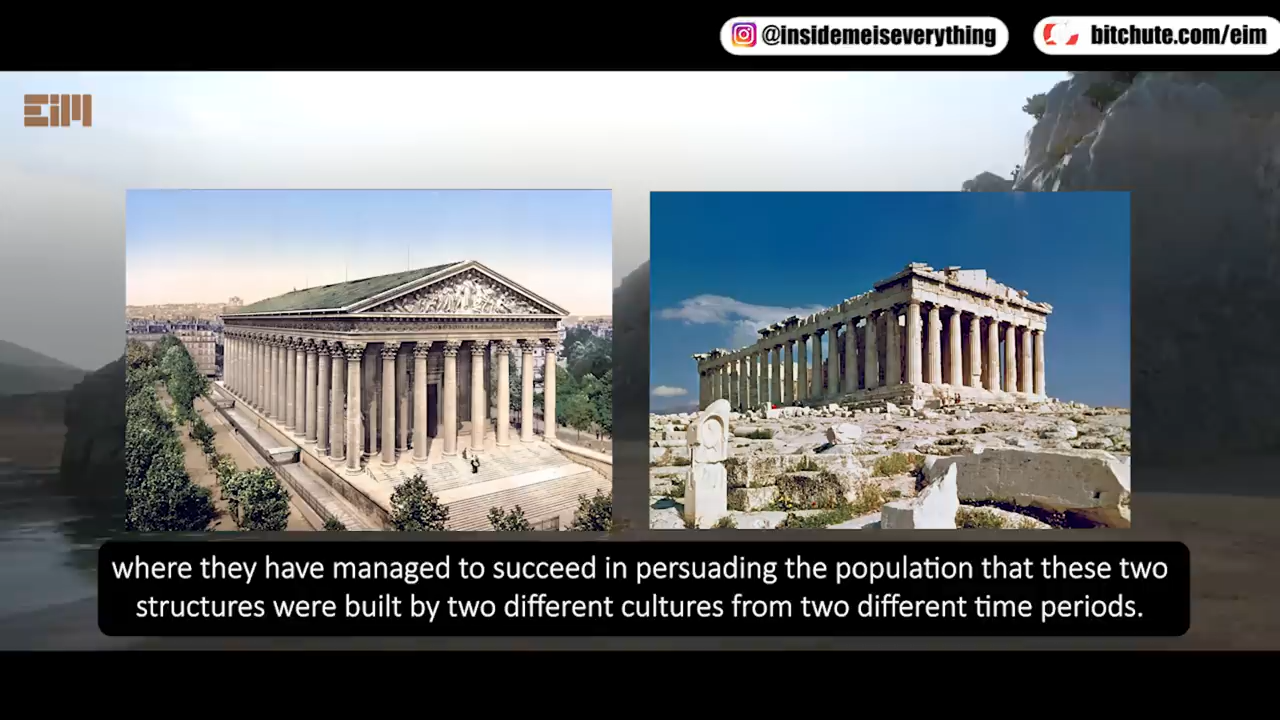 @insidemeiseverything
bitchute.com/eim
EiM
where they have managed to succeed in persuading the population that these two
structures were built by two different cultures from two different time periods.